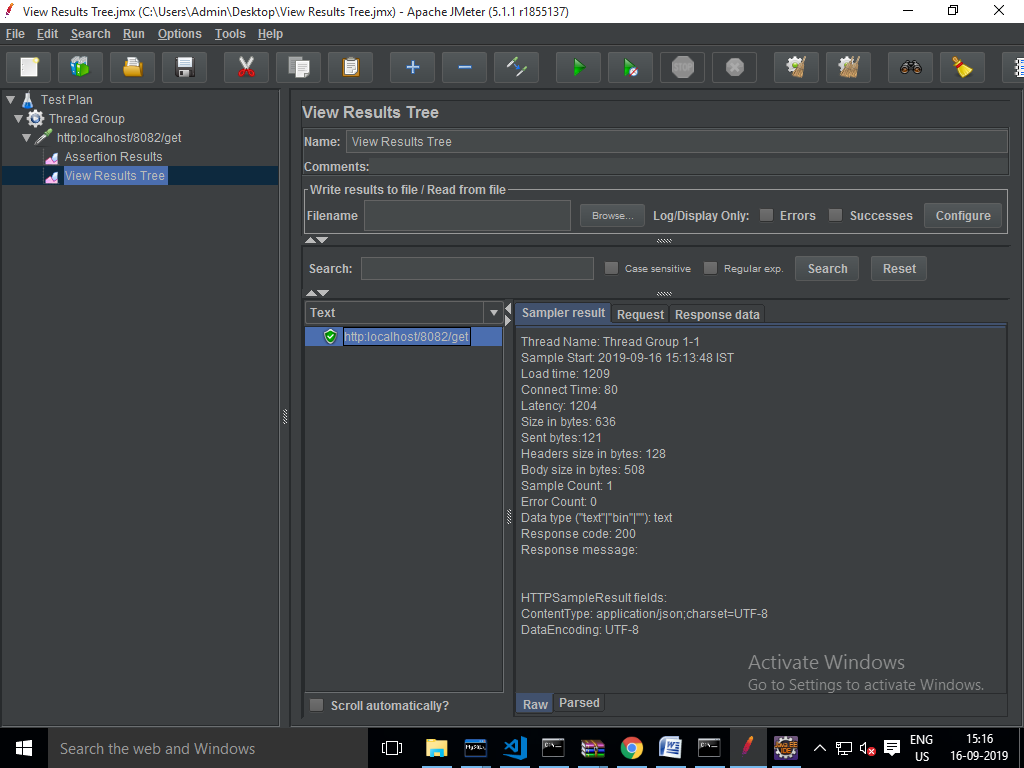 View Results Tree.jmx (C:\Users\Admin\Desktop\View Results Tree.jmx) - Apache JMeter (5.1.1 r1855137)
File Edit Search Run Options Tools Help
STOP
Test Plan
Thread Group
http:localhost/8082/get
Assertion Results
View Results Tree
View Results Tree
Name: View Results Tree
Comments:
Write results to file / Read from file
Filename Browse... Log/Display Only: Errors Successes Configure
Search: Case sensitive Regular exp. Search Reset
Text
http:localhost/8082/get
Scroll automatically?
Sampler result Request Response data
Thread Name: Thread Group 1-1
Sample Start: 2019-09-16 15:13:48 IST
Load time: 1209
Connect Time: 80
Latency: 1204
Size in bytes: 636
Sent bytes:121
Headers size in bytes: 128
Body size in bytes: 508
Sample Count: 1
Error Count: 0
Data type ("text"|"bin"|""): text
Response code: 200
Response message:
HTTPSampleResult fields:
ContentType: application/json;charset=UTF-8
DataEncoding: UTF-8
Raw Parsed
Activate Windows
Go to Settings to activate Windows.
Search the web and Windows
MySQL
ENG
US
15:16
16-09-2019